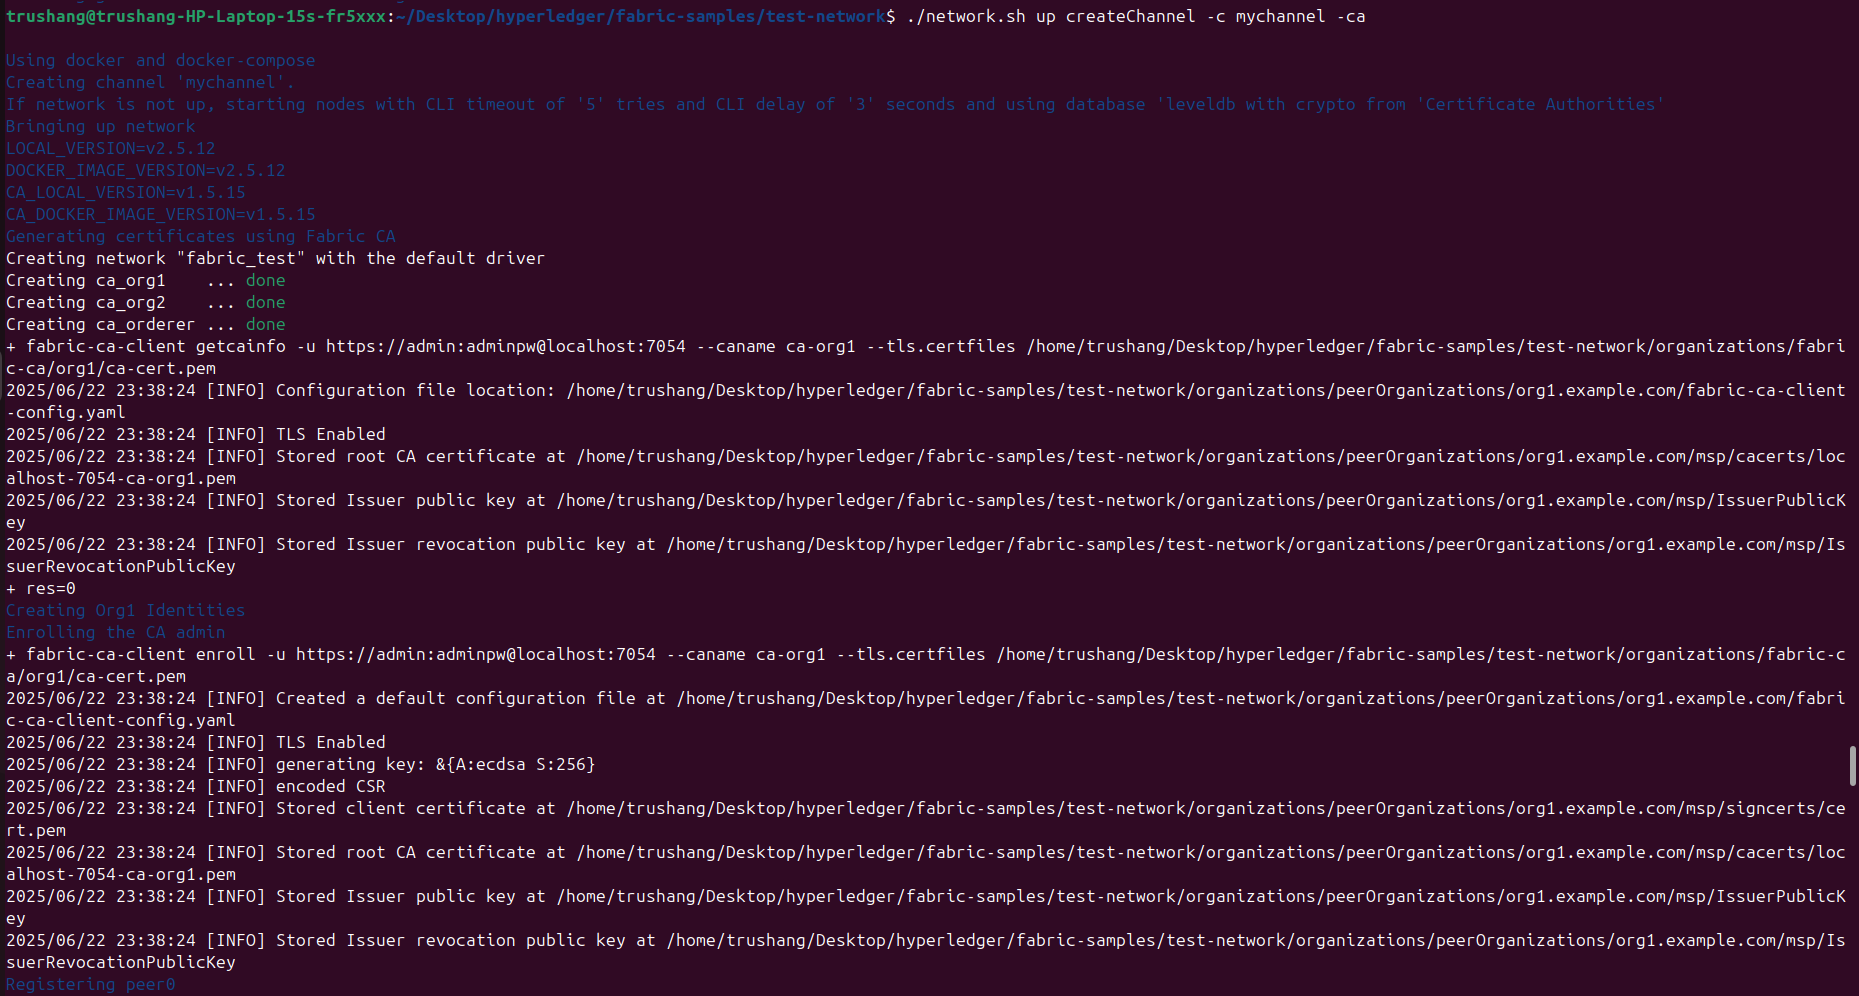 trushang@trushang-HP-Laptop-15s-fr5xxx:~/Desktop/hyperledger/fabric-samples/test-network$ ./network.sh up createChannel -c mychannel -ca
Using docker and docker-compose
Creating channel 'mychannel'.
If network is not up, starting nodes with CLI timeout of '5' tries and CLI delay of '3' seconds and using database 'leveldb with crypto from 'Certificate Authorities'
Bringing up network
LOCAL_VERSION=v2.5.12
DOCKER_IMAGE_VERSION=v2.5.12
CA_LOCAL_VERSION=v1.5.15
CA_DOCKER_IMAGE_VERSION=v1.5.15
Generating certificates using Fabric CA
Creating network "fabric_test" with the default driver
Creating ca_org1    ... done
Creating ca_org2    ... done
Creating ca_orderer ... done
+ fabric-ca-client getcainfo -u https://admin:adminpw@localhost:7054 --caname ca-org1 --tls.certfiles /home/trushang/Desktop/hyperledger/fabric-samples/test-network/organizations/fabri
c-ca/org1/ca-cert.pem
2025/06/22 23:38:24 [INFO] Configuration file location: /home/trushang/Desktop/hyperledger/fabric-samples/test-network/organizations/peerOrganizations/org1.example.com/fabric-ca-client
-config.yaml
2025/06/22 23:38:24 [INFO] TLS Enabled
2025/06/22 23:38:24 [INFO] Stored root CA certificate at /home/trushang/Desktop/hyperledger/fabric-samples/test-network/organizations/peerOrganizations/org1.example.com/msp/cacerts/loc
alhost-7054-ca-org1.pem
2025/06/22 23:38:24 [INFO] Stored Issuer public key at /home/trushang/Desktop/hyperledger/fabric-samples/test-network/organizations/peerOrganizations/org1.example.com/msp/IssuerPublicK
ey
2025/06/22 23:38:24 [INFO] Stored Issuer revocation public key at /home/trushang/Desktop/hyperledger/fabric-samples/test-network/organizations/peerOrganizations/org1.example.com/msp/Is
suerRevocationPublicKey
+ res=0
Creating Org1 Identities
Enrolling the CA admin
+ fabric-ca-client enroll -u https://admin:adminpw@localhost:7054 --caname ca-org1 --tls.certfiles /home/trushang/Desktop/hyperledger/fabric-samples/test-network/organizations/fabric-c
a/org1/ca-cert.pem
2025/06/22 23:38:24 [INFO] Created a default configuration file at /home/trushang/Desktop/hyperledger/fabric-samples/test-network/organizations/peerOrganizations/org1.example.com/fabri
c-ca-client-config.yaml
2025/06/22 23:38:24 [INFO] TLS Enabled
2025/06/22 23:38:24 [INFO] generating key: &{A:ecdsa S:256}
2025/06/22 23:38:24 [INFO] encoded CSR
2025/06/22 23:38:24 [INFO] Stored client certificate at /home/trushang/Desktop/hyperledger/fabric-samples/test-network/organizations/peerOrganizations/org1.example.com/msp/signcerts/ce
rt.pem
2025/06/22 23:38:24 [INFO] Stored root CA certificate at /home/trushang/Desktop/hyperledger/fabric-samples/test-network/organizations/peerOrganizations/org1.example.com/msp/cacerts/loc
alhost-7054-ca-org1.pem
2025/06/22 23:38:24 [INFO] Stored Issuer public key at /home/trushang/Desktop/hyperledger/fabric-samples/test-network/organizations/peerOrganizations/org1.example.com/msp/IssuerPublicK
ey
2025/06/22 23:38:24 [INFO] Stored Issuer revocation public key at /home/trushang/Desktop/hyperledger/fabric-samples/test-network/organizations/peerOrganizations/org1.example.com/msp/Is
suerRevocationPublicKey
Registering peer0